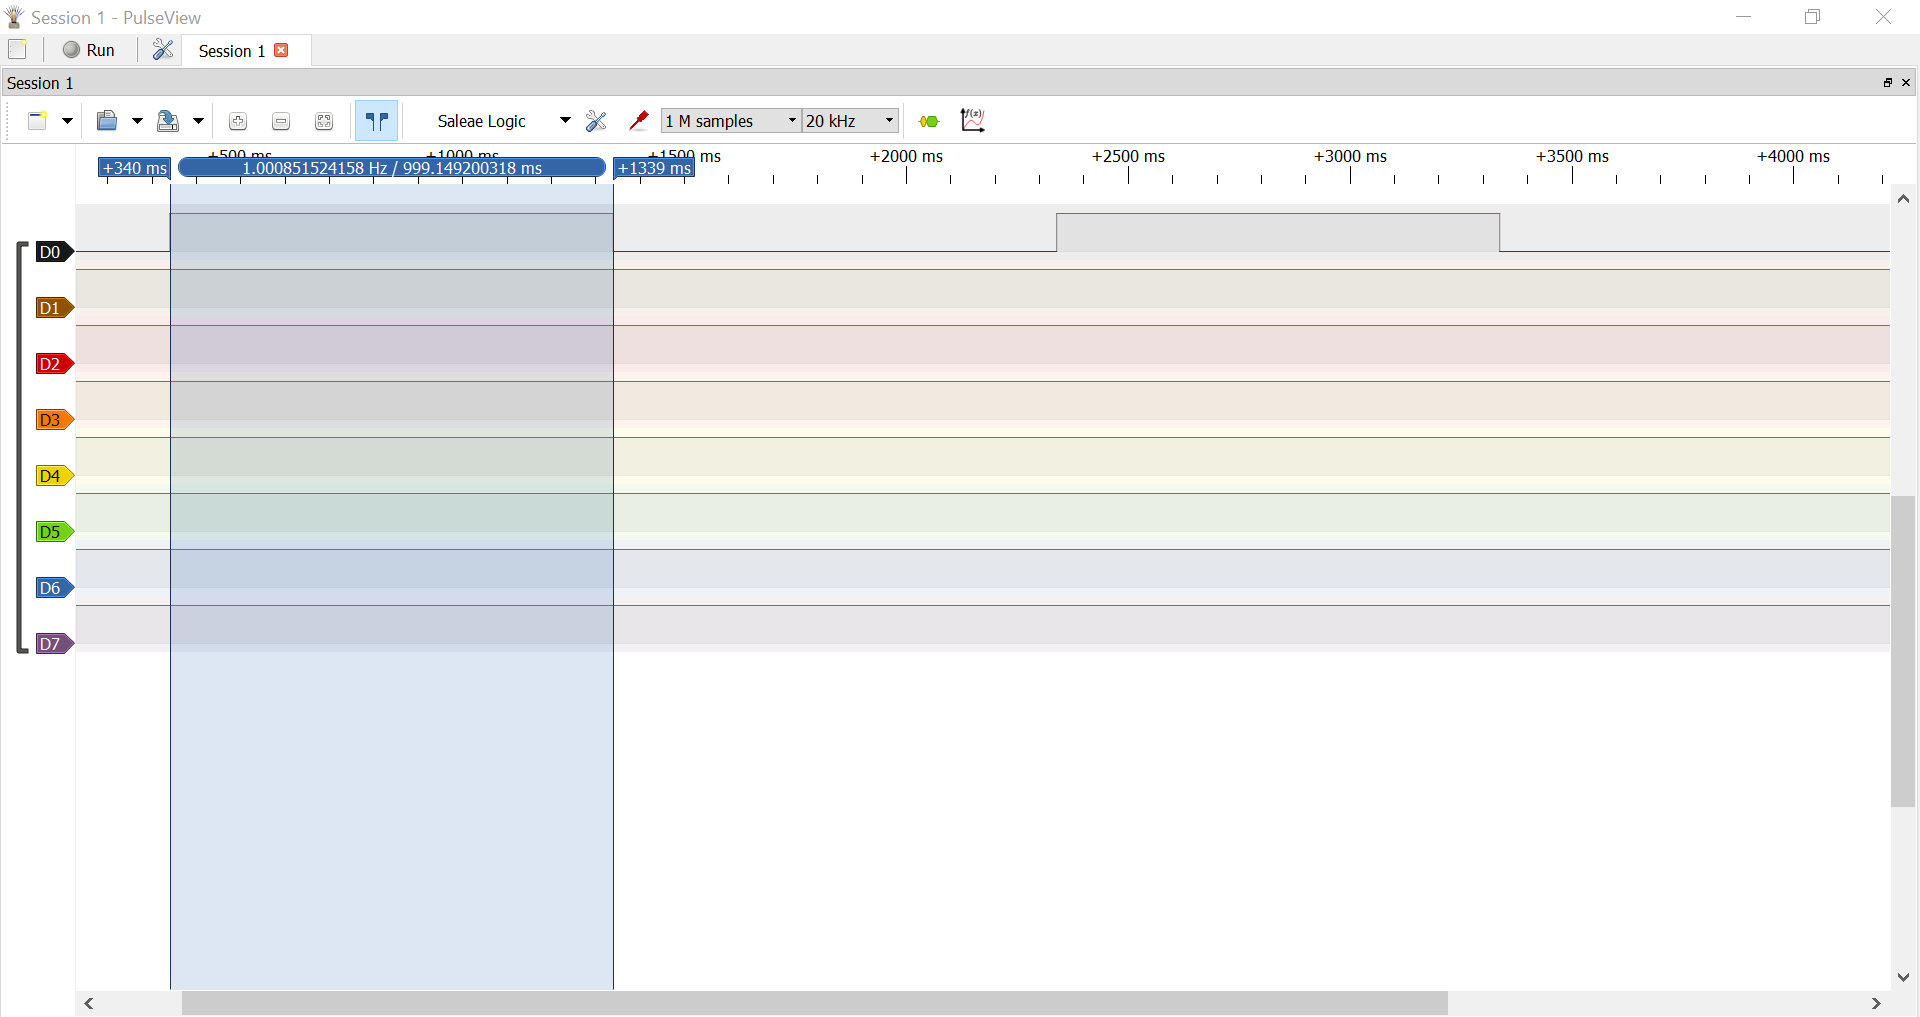 Session 1 - PulseView
Run
Session 1
Session 1
Saleae Logic
1 M samples
20 kHz
f(x)
+500 ms
+1000 ms
+1500 ms
+2000 ms
+2500 ms
+3000 ms
+3500 ms
+4000 ms
+340 ms
1.000851524158 Hz / 999.149200318 ms
+1339 ms
D0
D1
D2
D3
D4
D5
D6
D7